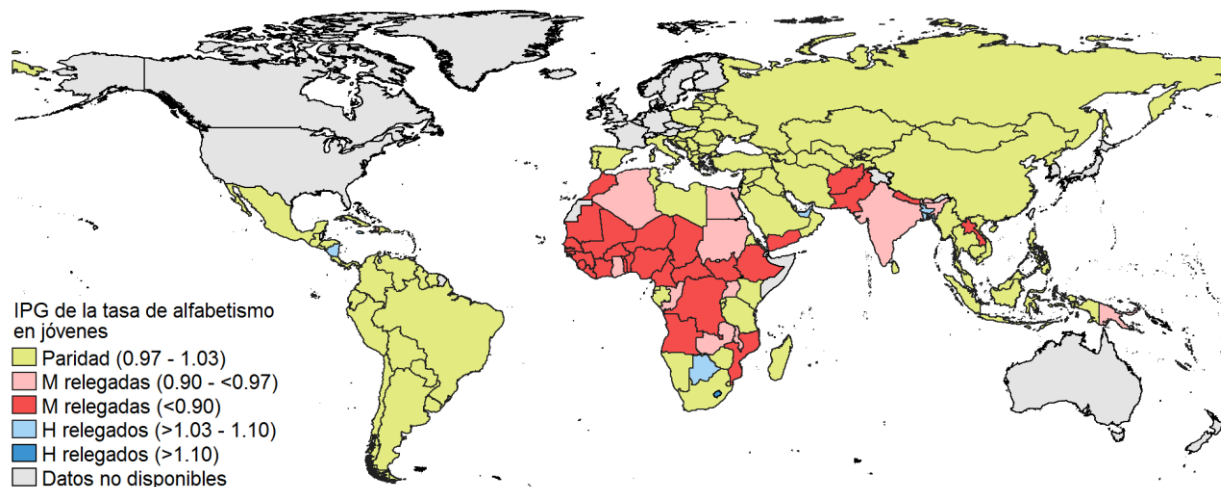 IPG de la tasa de alfabetismo
en jóvenes
Paridad (0.97 - 1.03)
M relegadas (0.90 - <0.97)
M relegadas (<0.90)
H relegados (>1.03 - 1.10)
H relegados (>1.10)
Datos no disponibles